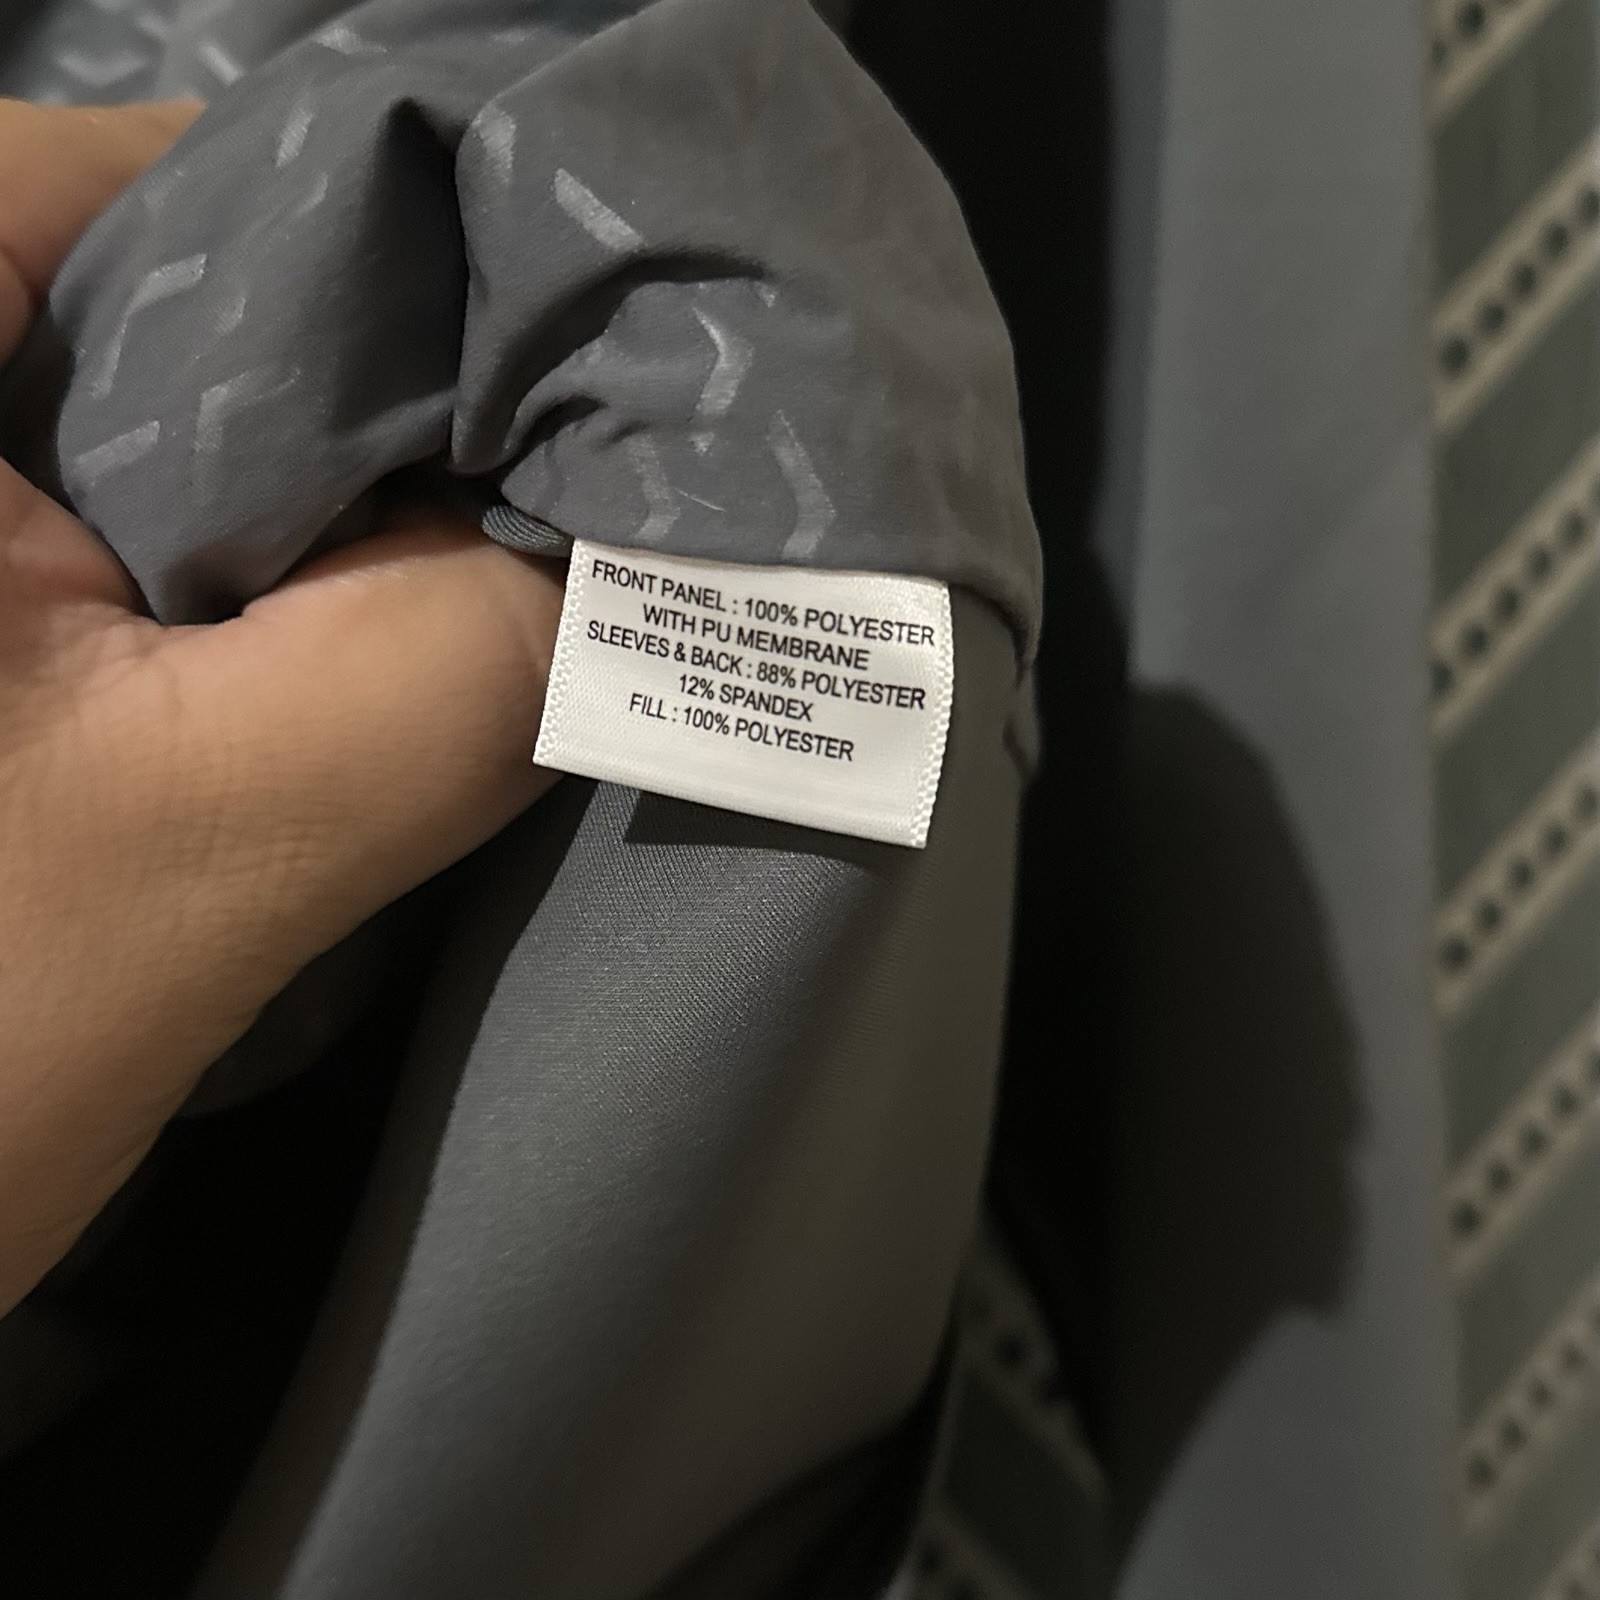 FRONT PANEL : 100% POLYESTER
WITH PU MEMBRANE
SLEEVES & BACK : 88% POLYESTER
12% SPANDEX
FILL : 100% POLYESTER